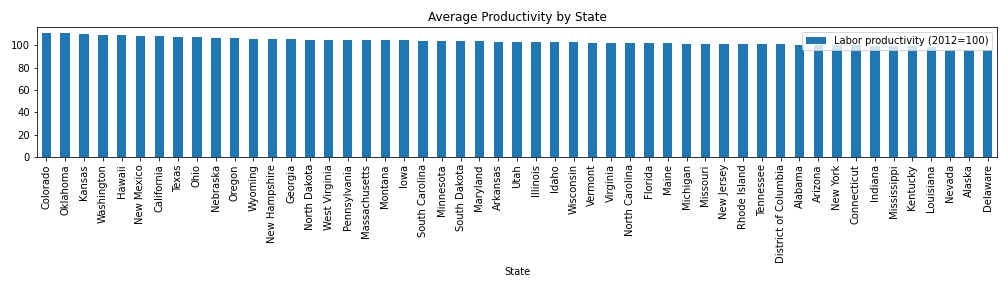 Average Productivity by State
Labor productivity (2012=100)
100
80
60
40
20
0
Colorado
Oklahoma
Kansas
Washington
Hawaii
New Mexico
California
Texas
Ohio
Nebraska
Oregon
Wyoming
New Hampshire
Georgia
North Dakota
West Virginia
Pennsylvania
Massachusetts
Montana
Iowa
South Carolina
Minnesota
South Dakota
Maryland
Arkansas
Utah
Illinois
Idaho
Wisconsin
Vermont
Virginia
North Carolina
Florida
Maine
Michigan
Missouri
New Jersey
Rhode Island
Tennessee
District of Columbia
Alabama
Arizona
New York
Connecticut
Indiana
Mississippi
Kentucky
Louisiana
Nevada
Alaska
Delaware
State